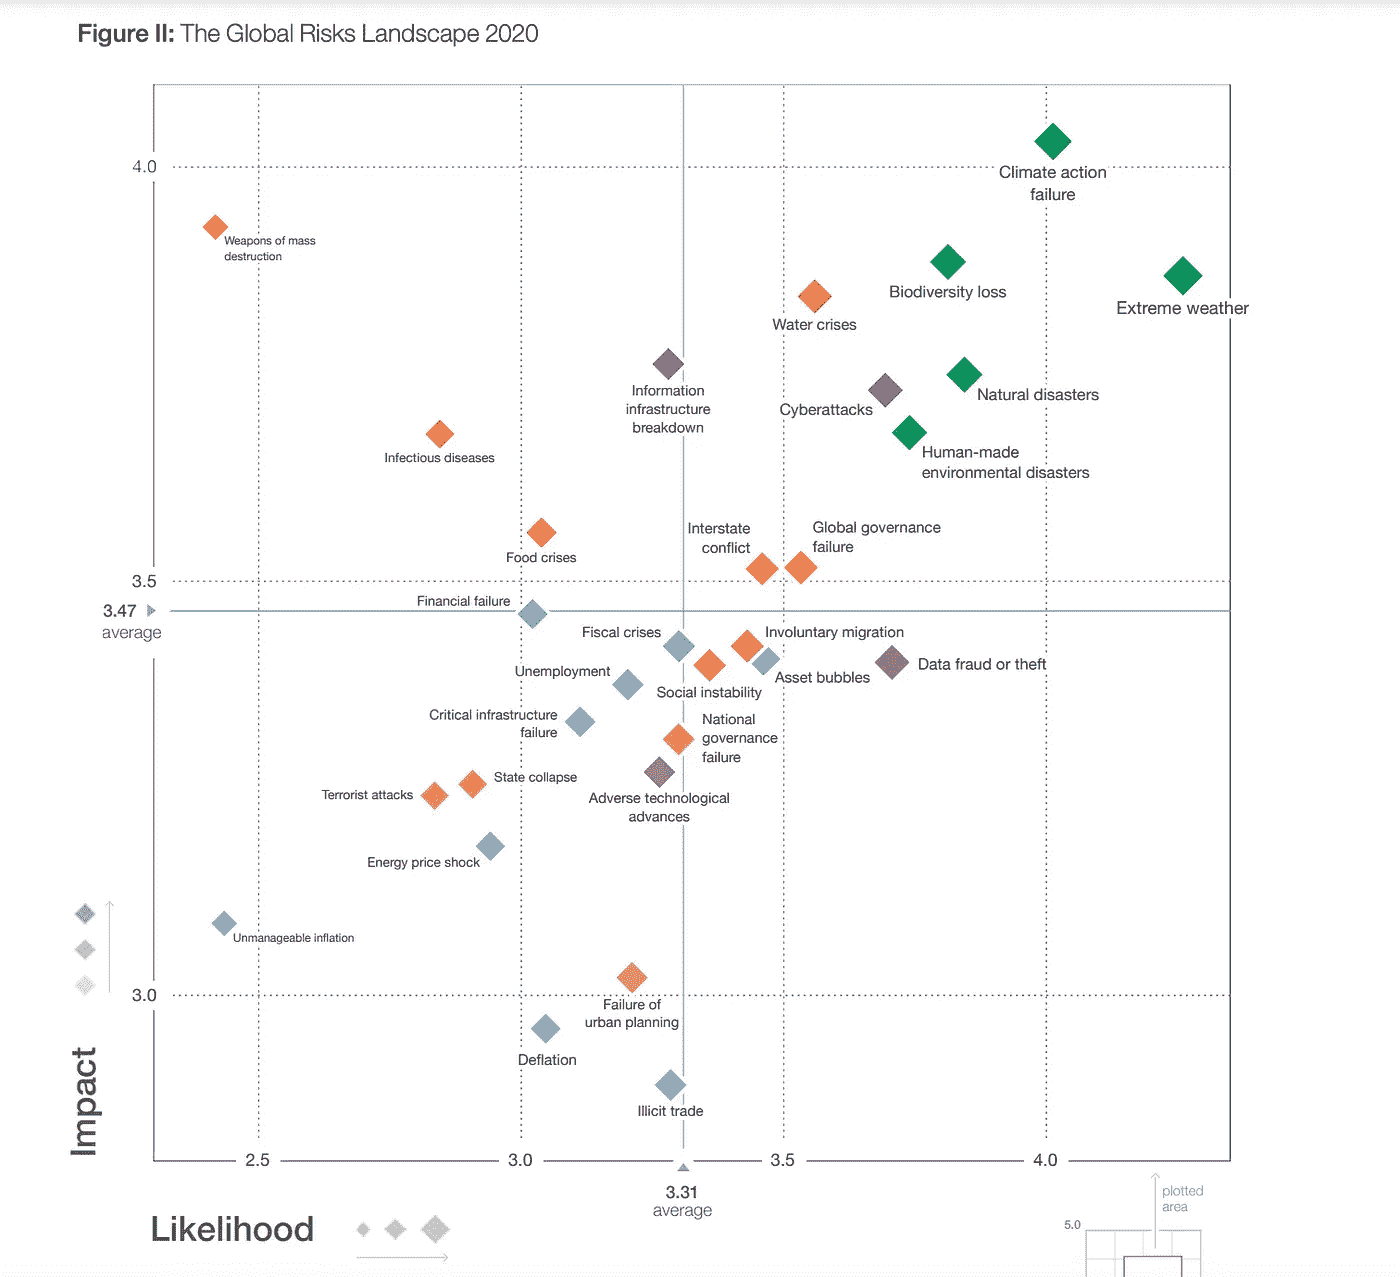 Figure II: The Global Risks Landscape 2020
4.0
Climate action
failure
Weapons of mass
destruction
Biodiversity loss
Extreme weather
Water crises
Information
infrastructure
breakdown
Cyberattacks
Natural disasters
Infectious diseases
Human-made
environmental disasters
Interstate
conflict
Global governance
failure
Food crises
3.5
Financial failure
3.47
average
Fiscal crises
Involuntary migration
Data fraud or theft
Unemployment
Asset bubbles
Social instability
Critical infrastructure
failure
National
governance
failure
State collapse
Terrorist attacks
Adverse technological
advances
Energy price shock
Unmanageable inflation
3.0
Failure of
urban planning
Deflation
Illicit trade
Impact
2.5
3.0
3.5
4.0
3.31
average
plotted
area
5.0
Likelihood